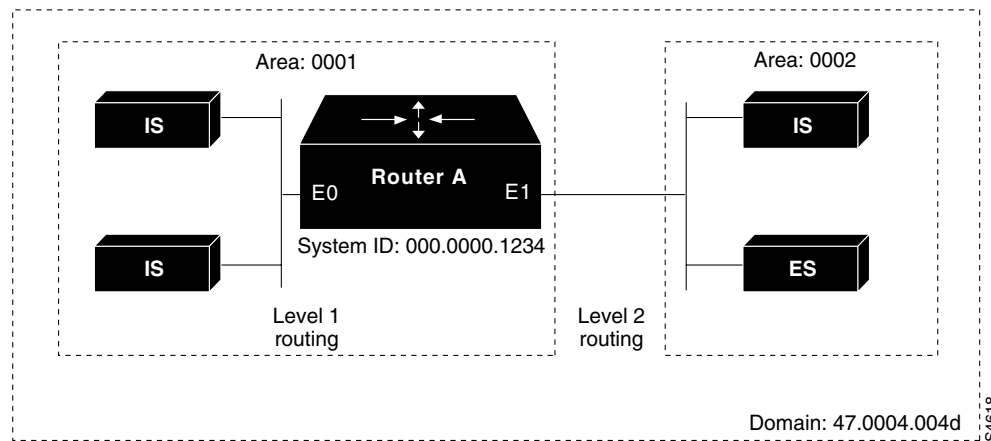 Area: 0001
Area: 0002
IS
IS
Router A
E0
E1
System ID: 000.0000.1234
IS
ES
Level 1
routing
Level 2
routing
Domain: 47.0004.004d